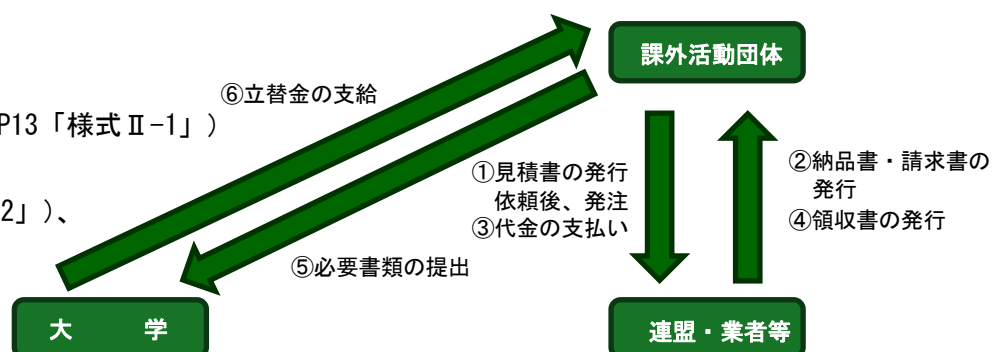 課外活動団体
⑥立替金の支給
P13「様式Ⅱ-1」)
2」)、
①見積書の発行
依頼後、発注
③代金の支払い
②納品書・請求書の
発行
④領収書の発行
⑤必要書類の提出
大 学
連盟・業者等